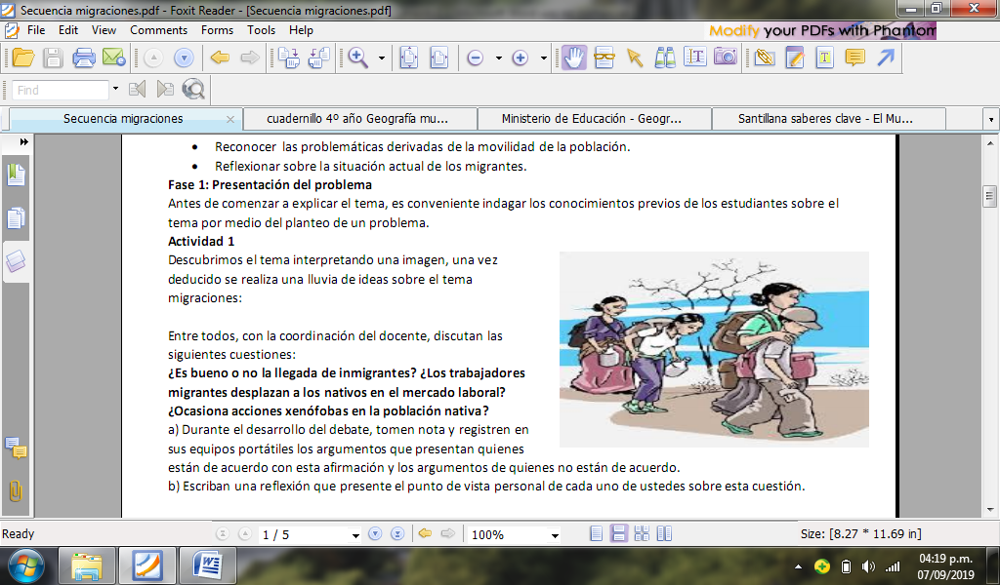 Secuencia migraciones.pdf - Foxit Reader - [Secuencia migraciones.pdf]
File Edit View Comments Forms Tools Help
Modify your PDFs with Phantom
Find
Secuencia migraciones
cuadernillo 4º año Geografía mu...
Ministerio de Educación - Geogr...
Santillana saberes clave - El Mu...
• Reconocer las problemáticas derivadas de la movilidad de la población.
• Reflexionar sobre la situación actual de los migrantes.
Fase 1: Presentación del problema
Antes de comenzar a explicar el tema, es conveniente indagar los conocimientos previos de los estudiantes sobre el
tema por medio del planteo de un problema.
Actividad 1
Descubrimos el tema interpretando una imagen, una vez
deducido se realiza una lluvia de ideas sobre el tema
migraciones:
Entre todos, con la coordinación del docente, discutan las
siguientes cuestiones:
¿Es bueno o no la llegada de inmigrantes? ¿Los trabajadores
migrantes desplazan a los nativos en el mercado laboral?
¿Ocasiona acciones xenófobas en la población nativa?
a) Durante el desarrollo del debate, tomen nota y registren en
sus equipos portátiles los argumentos que presentan quienes
están de acuerdo con esta afirmación y los argumentos de quienes no están de acuerdo.
b) Escriban una reflexión que presente el punto de vista personal de cada uno de ustedes sobre esta cuestión.
Ready
1 / 5
100%
Size: [8.27 * 11.69 in]
04:19 p.m.
07/09/2019